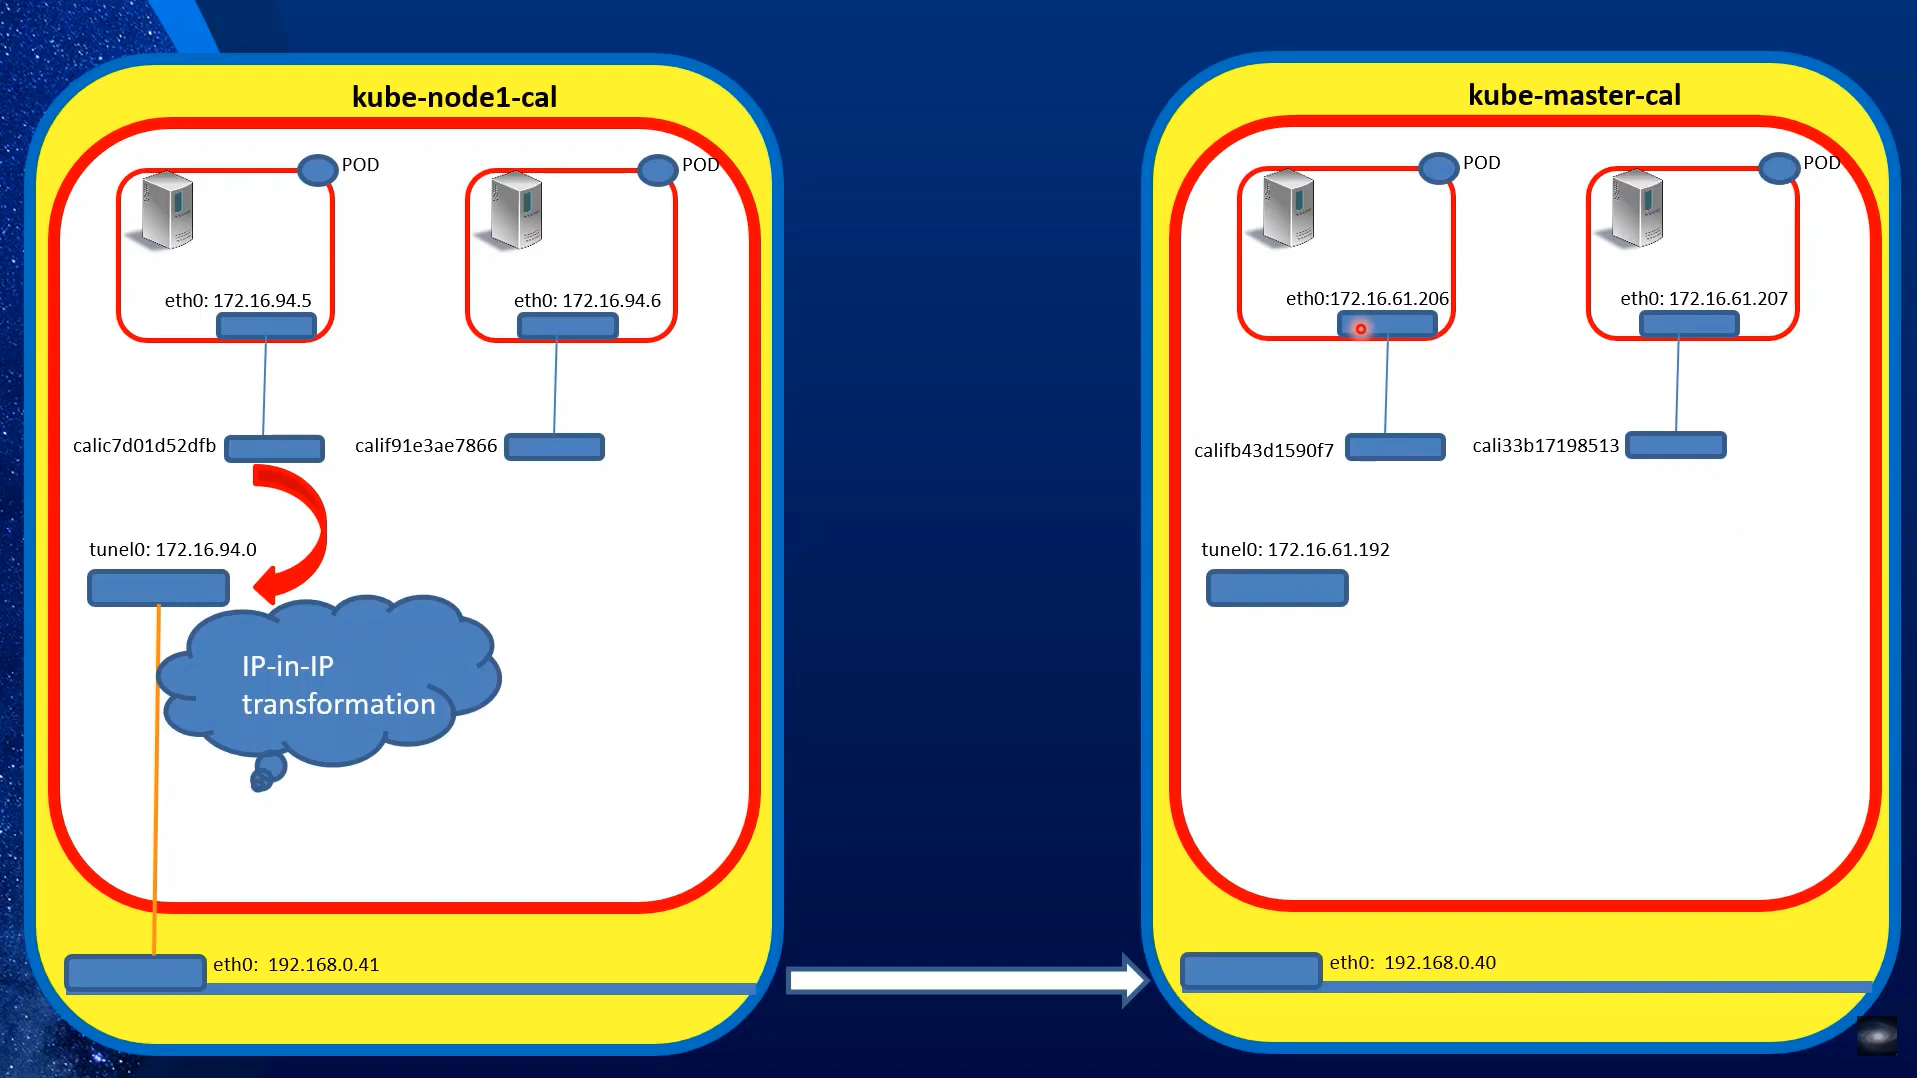 kube-node1-cal
POD
POD
eth0: 172.16.94.5
eth0: 172.16.94.6
calic7d01d52dfb
calif91e3ae7866
tunel0: 172.16.94.0
IP-in-IP
transformation
eth0:  192.168.0.41
kube-master-cal
POD
POD
eth0:172.16.61.206
eth0: 172.16.61.207
califb43d1590f7
cali33b17198513
tunel0: 172.16.61.192
eth0:  192.168.0.40